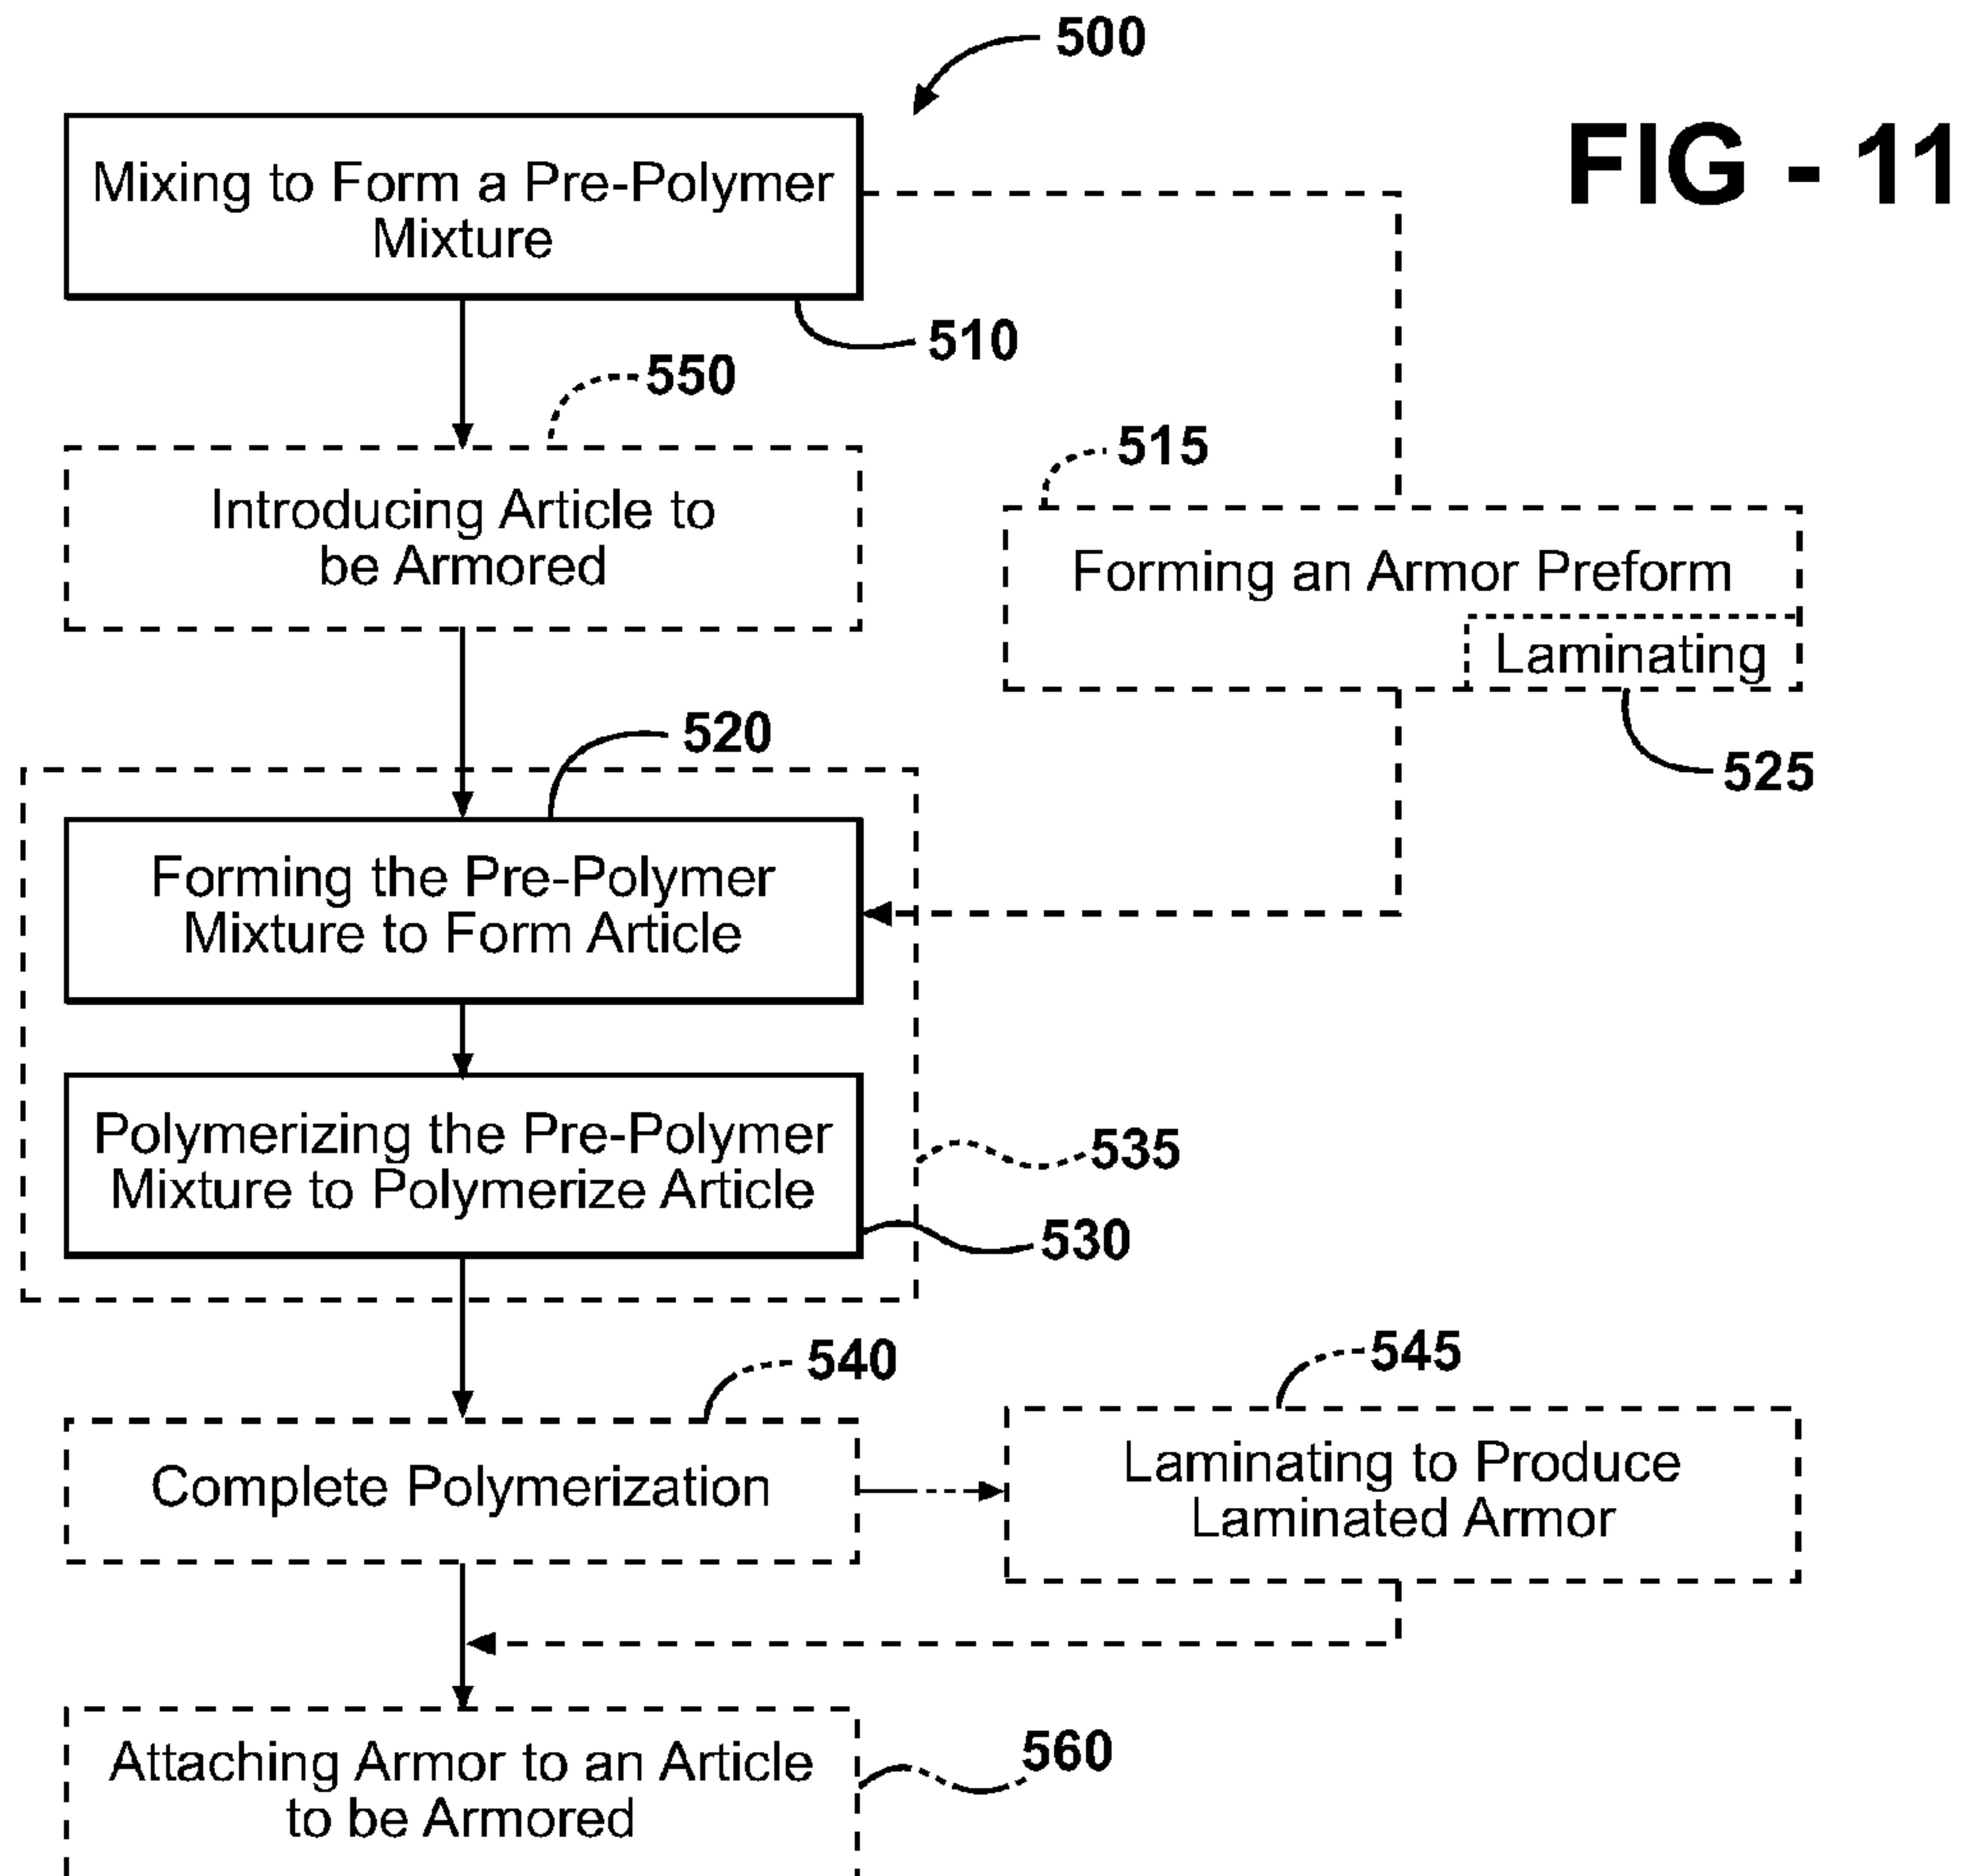 500
FIG - 11
Mixing to Form a Pre-Polymer
Mixture
510
550
Introducing Article to
be Armored
515
Forming an Armor Preform
Laminating
525
520
Forming the Pre-Polymer
Mixture to Form Article
Polymerizing the Pre-Polymer
Mixture to Polymerize Article
535
530
540
Complete Polymerization
545
Laminating to Produce
Laminated Armor
Attaching Armor to an Article
to be Armored
560